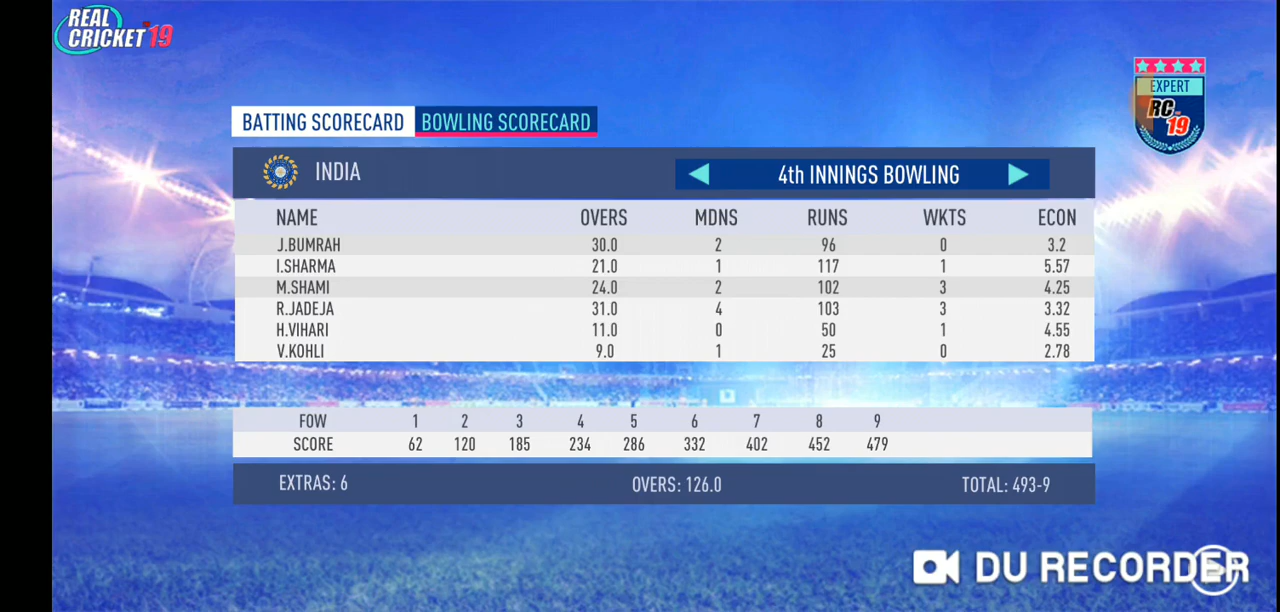 REAL
CRICKET 19
EXPERT
RC
19
BATTING SCORECARD BOWLING SCORECARD
INDIA 4th INNINGS BOWLING
NAME OVERS MDNS RUNS WKTS ECON
J.BUMRAH 30.0 2 96 0 3.2
I.SHARMA 21.0 1 117 1 5.57
M.SHAMI 24.0 2 102 3 4.25
R.JADEJA 31.0 4 103 3 3.32
H.VIHARI 11.0 0 50 1 4.55
V.KOHLI 9.0 1 25 0 2.78
FOW 1 2 3 4 5 6 7 8 9
SCORE 62 120 185 234 286 332 402 452 479
EXTRAS: 6 OVERS: 126.0 TOTAL: 493-9
DU RECORDER